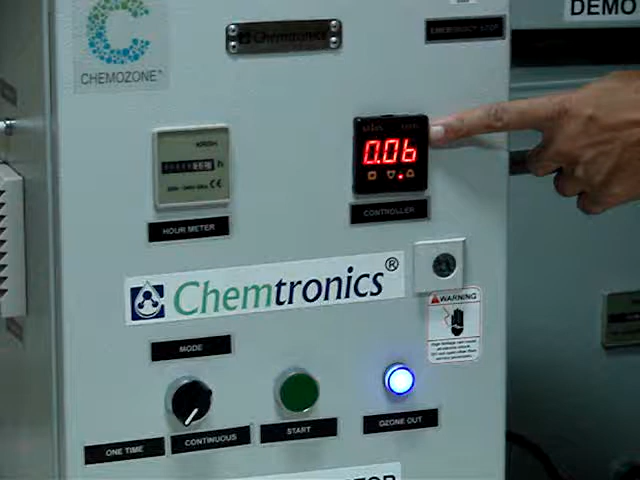 DEMO
CHEMOZONE
Chemtronics
EMERGENCY STOP
h
0.06
HOUR METER
CONTROLLER
Chemtronics®
WARNING
MODE
ONE TIME
CONTINUOUS
START
OZONE OUT